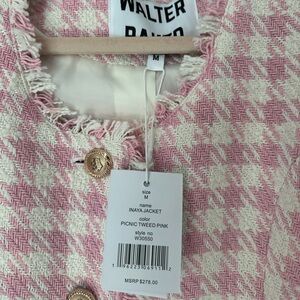 WALTER
BAKER
M
size
M
name
INAYA JACKET
color
PICNIC TWEED PINK
style no
W30550
MSRP $278.00